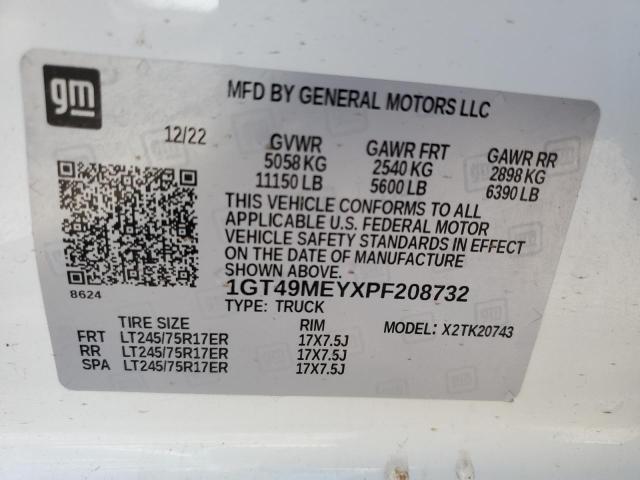 gm
MFD BY GENERAL MOTORS LLC
12/22 GVWR GAWR FRT GAWR RR
5058 KG 2540 KG 2898 KG
11150 LB 5600 LB 6390 LB
THIS VEHICLE CONFORMS TO ALL
APPLICABLE U.S. FEDERAL MOTOR
VEHICLE SAFETY STANDARDS IN EFFECT
ON THE DATE OF MANUFACTURE
SHOWN ABOVE.
8624
1GT49MEYXPF208732
TYPE: TRUCK
TIRE SIZE RIM MODEL: X2TK20743
FRT LT245/75R17ER 17X7.5J
RR LT245/75R17ER 17X7.5J
SPA LT245/75R17ER 17X7.5J